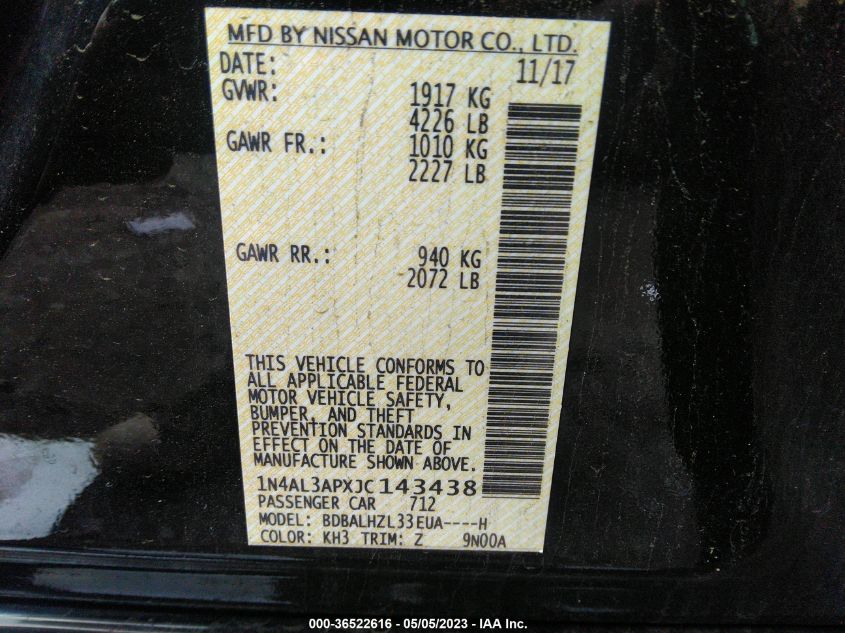 MFD BY NISSAN MOTOR CO., LTD.
DATE: 11/17
GVWR: 1917 KG
4226 LB
GAWR FR.: 1010 KG
2227 LB
GAWR RR.: 940 KG
2072 LB
THIS VEHICLE CONFORMS TO
ALL APPLICABLE FEDERAL
MOTOR VEHICLE SAFETY,
BUMPER, AND THEFT
PREVENTION STANDARDS IN
EFFECT ON THE DATE OF
MANUFACTURE SHOWN ABOVE.
1N4AL3APXJC143438
PASSENGER CAR 712
MODEL: BDBALHZL33EUA----H
COLOR: KH3 TRIM: Z 9N00A
000-36522616 - 05/05/2023 - IAA Inc.